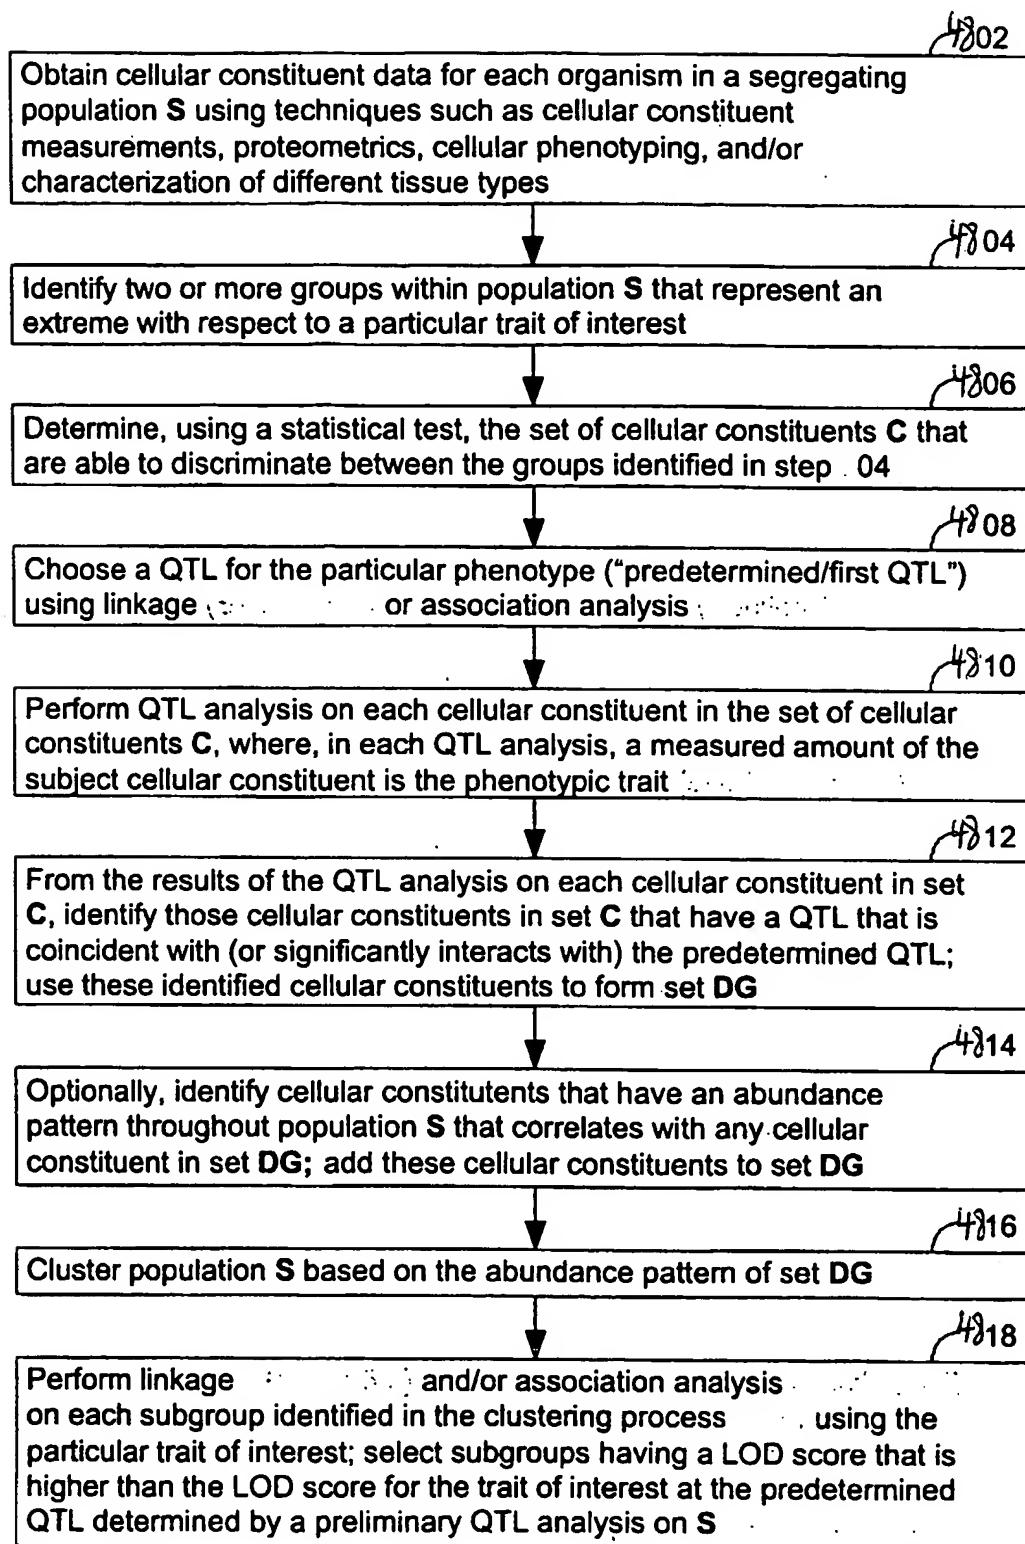 4802
Obtain cellular constituent data for each organism in a segregating
population S using techniques such as cellular constituent
measurements, proteometrics, cellular phenotyping, and/or
characterization of different tissue types
4804
Identify two or more groups within population S that represent an
extreme with respect to a particular trait of interest
4806
Determine, using a statistical test, the set of cellular constituents C that
are able to discriminate between the groups identified in step 04
4808
Choose a QTL for the particular phenotype ("predetermined/first QTL")
using linkage or association analysis
4810
Perform QTL analysis on each cellular constituent in the set of cellular
constituents C, where, in each QTL analysis, a measured amount of the
subject cellular constituent is the phenotypic trait
4812
From the results of the QTL analysis on each cellular constituent in set
C, identify those cellular constituents in set C that have a QTL that is
coincident with (or significantly interacts with) the predetermined QTL;
use these identified cellular constituents to form set DG
4814
Optionally, identify cellular constitutents that have an abundance
pattern throughout population S that correlates with any cellular
constituent in set DG; add these cellular constituents to set DG
4816
Cluster population S based on the abundance pattern of set DG
4818
Perform linkage and/or association analysis
on each subgroup identified in the clustering process using the
particular trait of interest; select subgroups having a LOD score that is
higher than the LOD score for the trait of interest at the predetermined
QTL determined by a preliminary QTL analysis on S